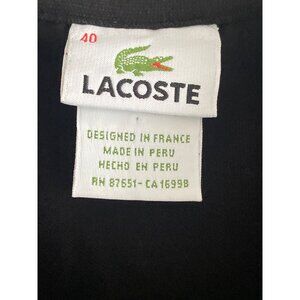 40
LACOSTE
DESIGNED IN FRANCE
MADE IN PERU
HECHO EN PERU
RN 87651-CA 16998